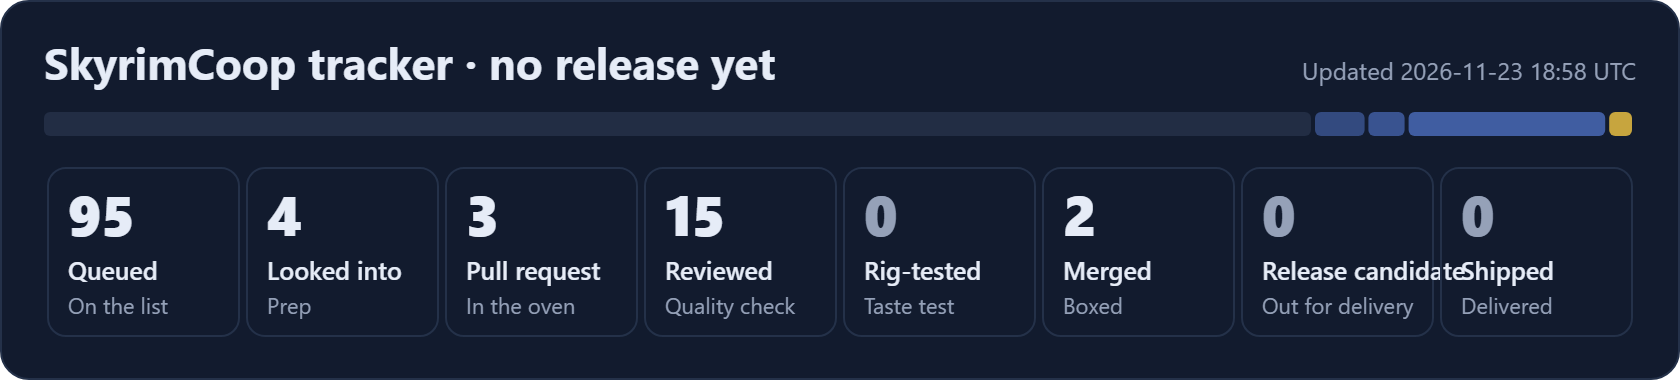 SkyrimCoop tracker · no release yet
Updated 2026-11-23 18:58 UTC
95
Queued
On the list
4
Looked into
Prep
3
Pull request
In the oven
15
Reviewed
Quality check
0
Rig-tested
Taste test
2
Merged
Boxed
0
Release candidate
Out for delivery
0
Shipped
Delivered